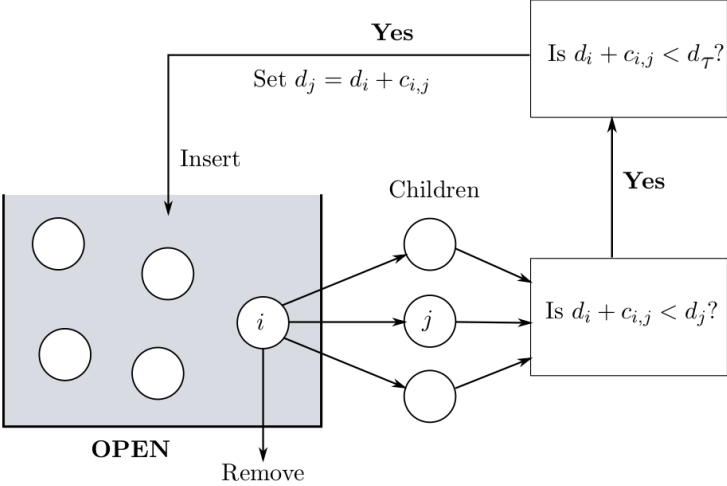 Yes
Is $d_i + c_{i,j} < d_\tau$?
Set $d_j = d_i + c_{i,j}$
Insert
Yes
Children
i
j
Is $d_i + c_{i,j} < d_j$?
OPEN
Remove